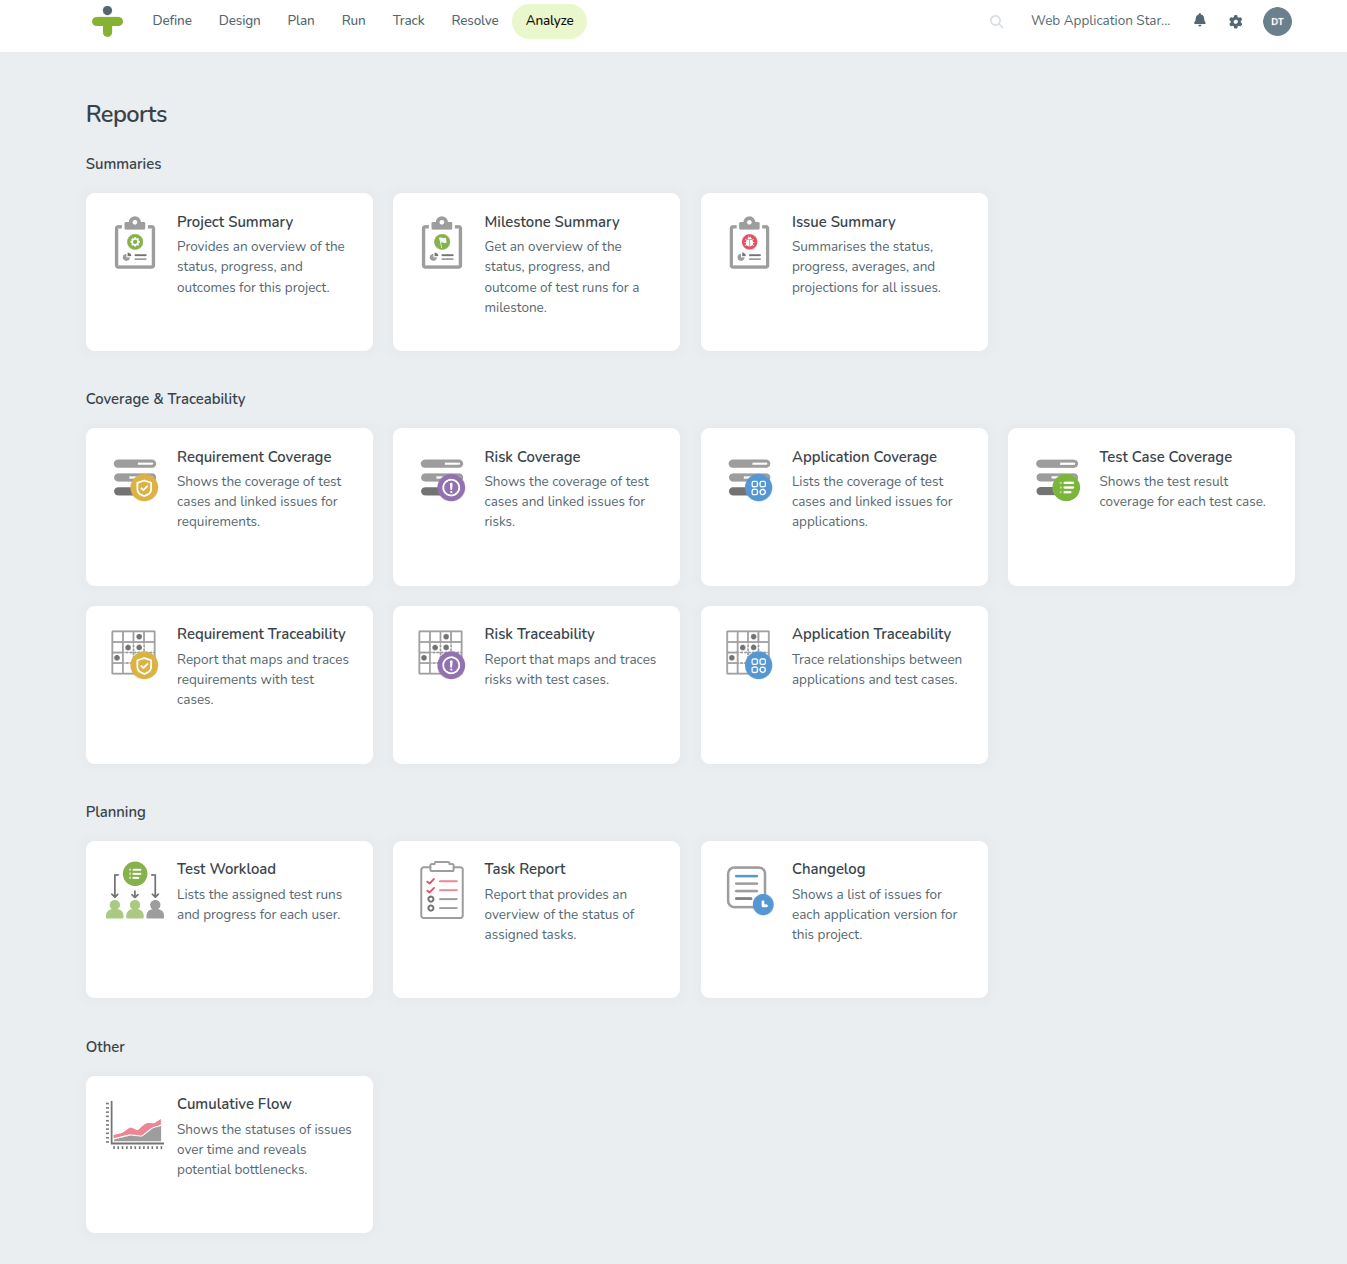 Define Design Plan Run Track Resolve Analyze Web Application Star... DT
Reports
Summaries
Project Summary
Provides an overview of the
status, progress, and
outcomes for this project.
Milestone Summary
Get an overview of the
status, progress, and
outcome of test runs for a
milestone.
Issue Summary
Summarises the status,
progress, averages, and
projections for all issues.
Coverage & Traceability
Requirement Coverage
Shows the coverage of test
cases and linked issues for
requirements.
Risk Coverage
Shows the coverage of test
cases and linked issues for
risks.
Application Coverage
Lists the coverage of test
cases and linked issues for
applications.
Test Case Coverage
Shows the test result
coverage for each test case.
Requirement Traceability
Report that maps and traces
requirements with test
cases.
Risk Traceability
Report that maps and traces
risks with test cases.
Application Traceability
Trace relationships between
applications and test cases.
Planning
Test Workload
Lists the assigned test runs
and progress for each user.
Task Report
Report that provides an
overview of the status of
assigned tasks.
Changelog
Shows a list of issues for
each application version for
this project.
Other
Cumulative Flow
Shows the statuses of issues
over time and reveals
potential bottlenecks.